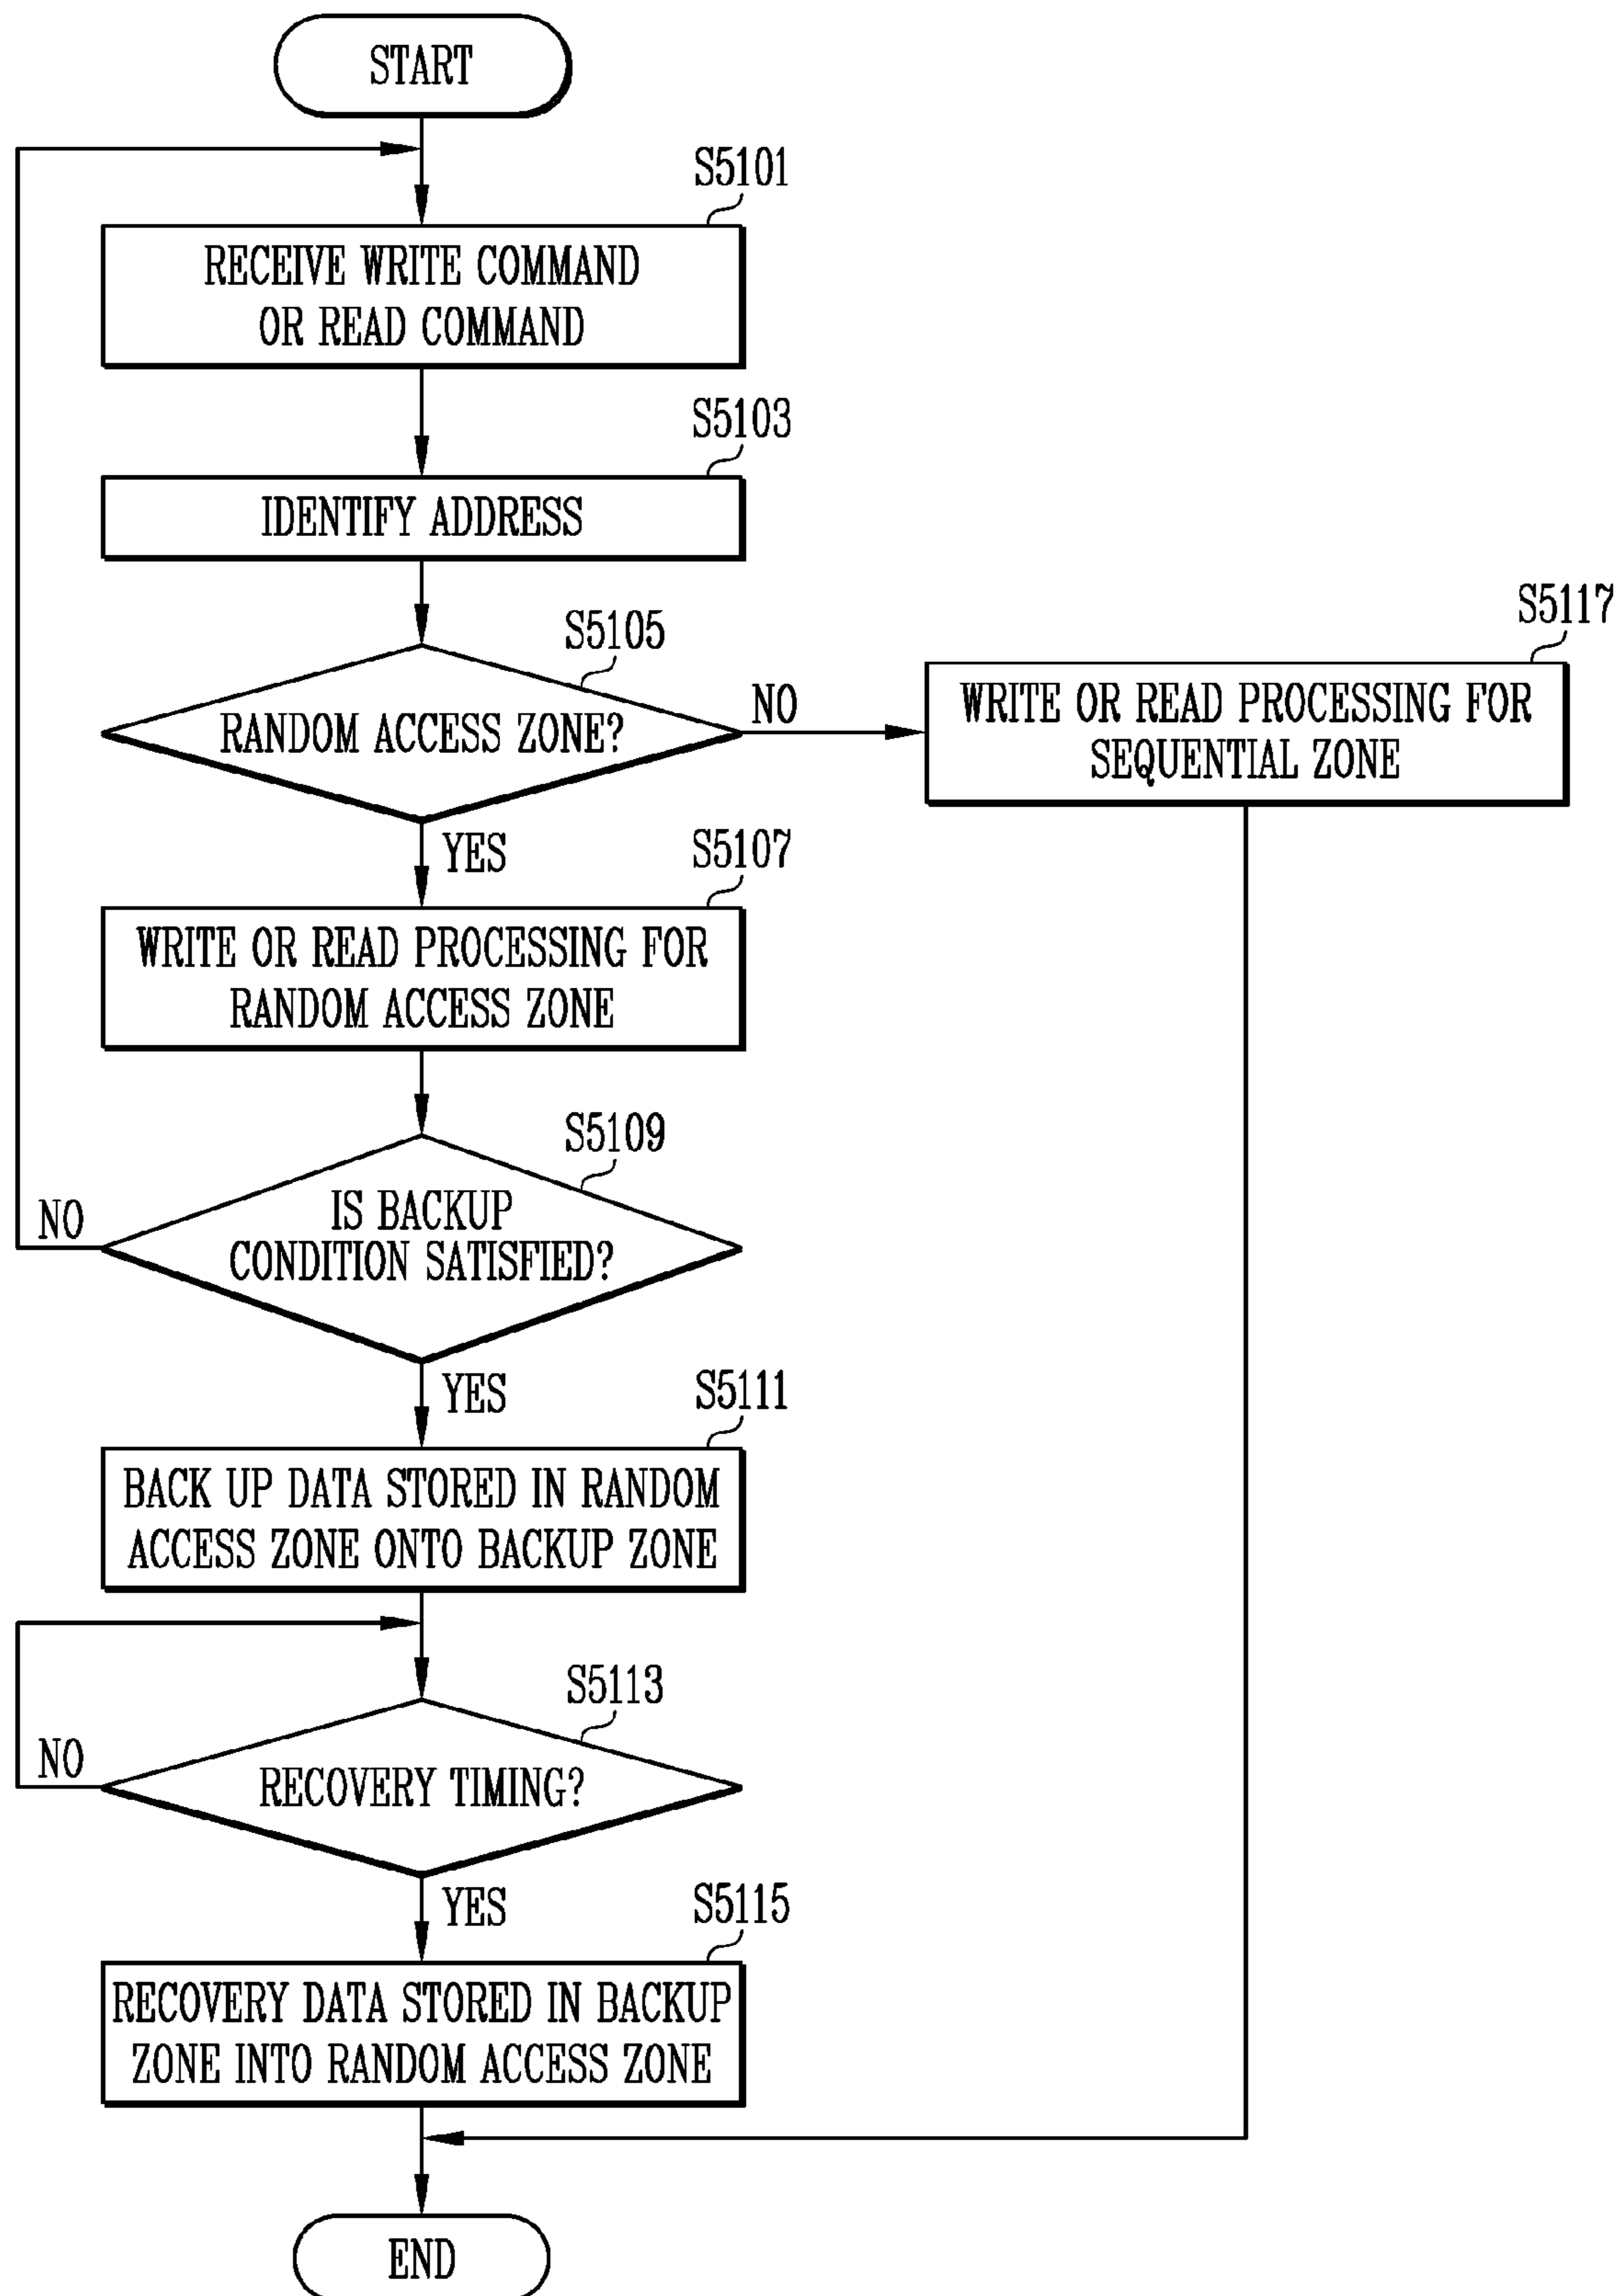 START
S5101
RECEIVE WRITE COMMAND
OR READ COMMAND
S5103
IDENTIFY ADDRESS
S5105
RANDOM ACCESS ZONE?
NO
S5117
WRITE OR READ PROCESSING FOR
SEQUENTIAL ZONE
YES
S5107
WRITE OR READ PROCESSING FOR
RANDOM ACCESS ZONE
S5109
IS BACKUP
CONDITION SATISFIED?
NO
YES
S5111
BACK UP DATA STORED IN RANDOM
ACCESS ZONE ONTO BACKUP ZONE
S5113
RECOVERY TIMING?
NO
YES
S5115
RECOVERY DATA STORED IN BACKUP
ZONE INTO RANDOM ACCESS ZONE
END